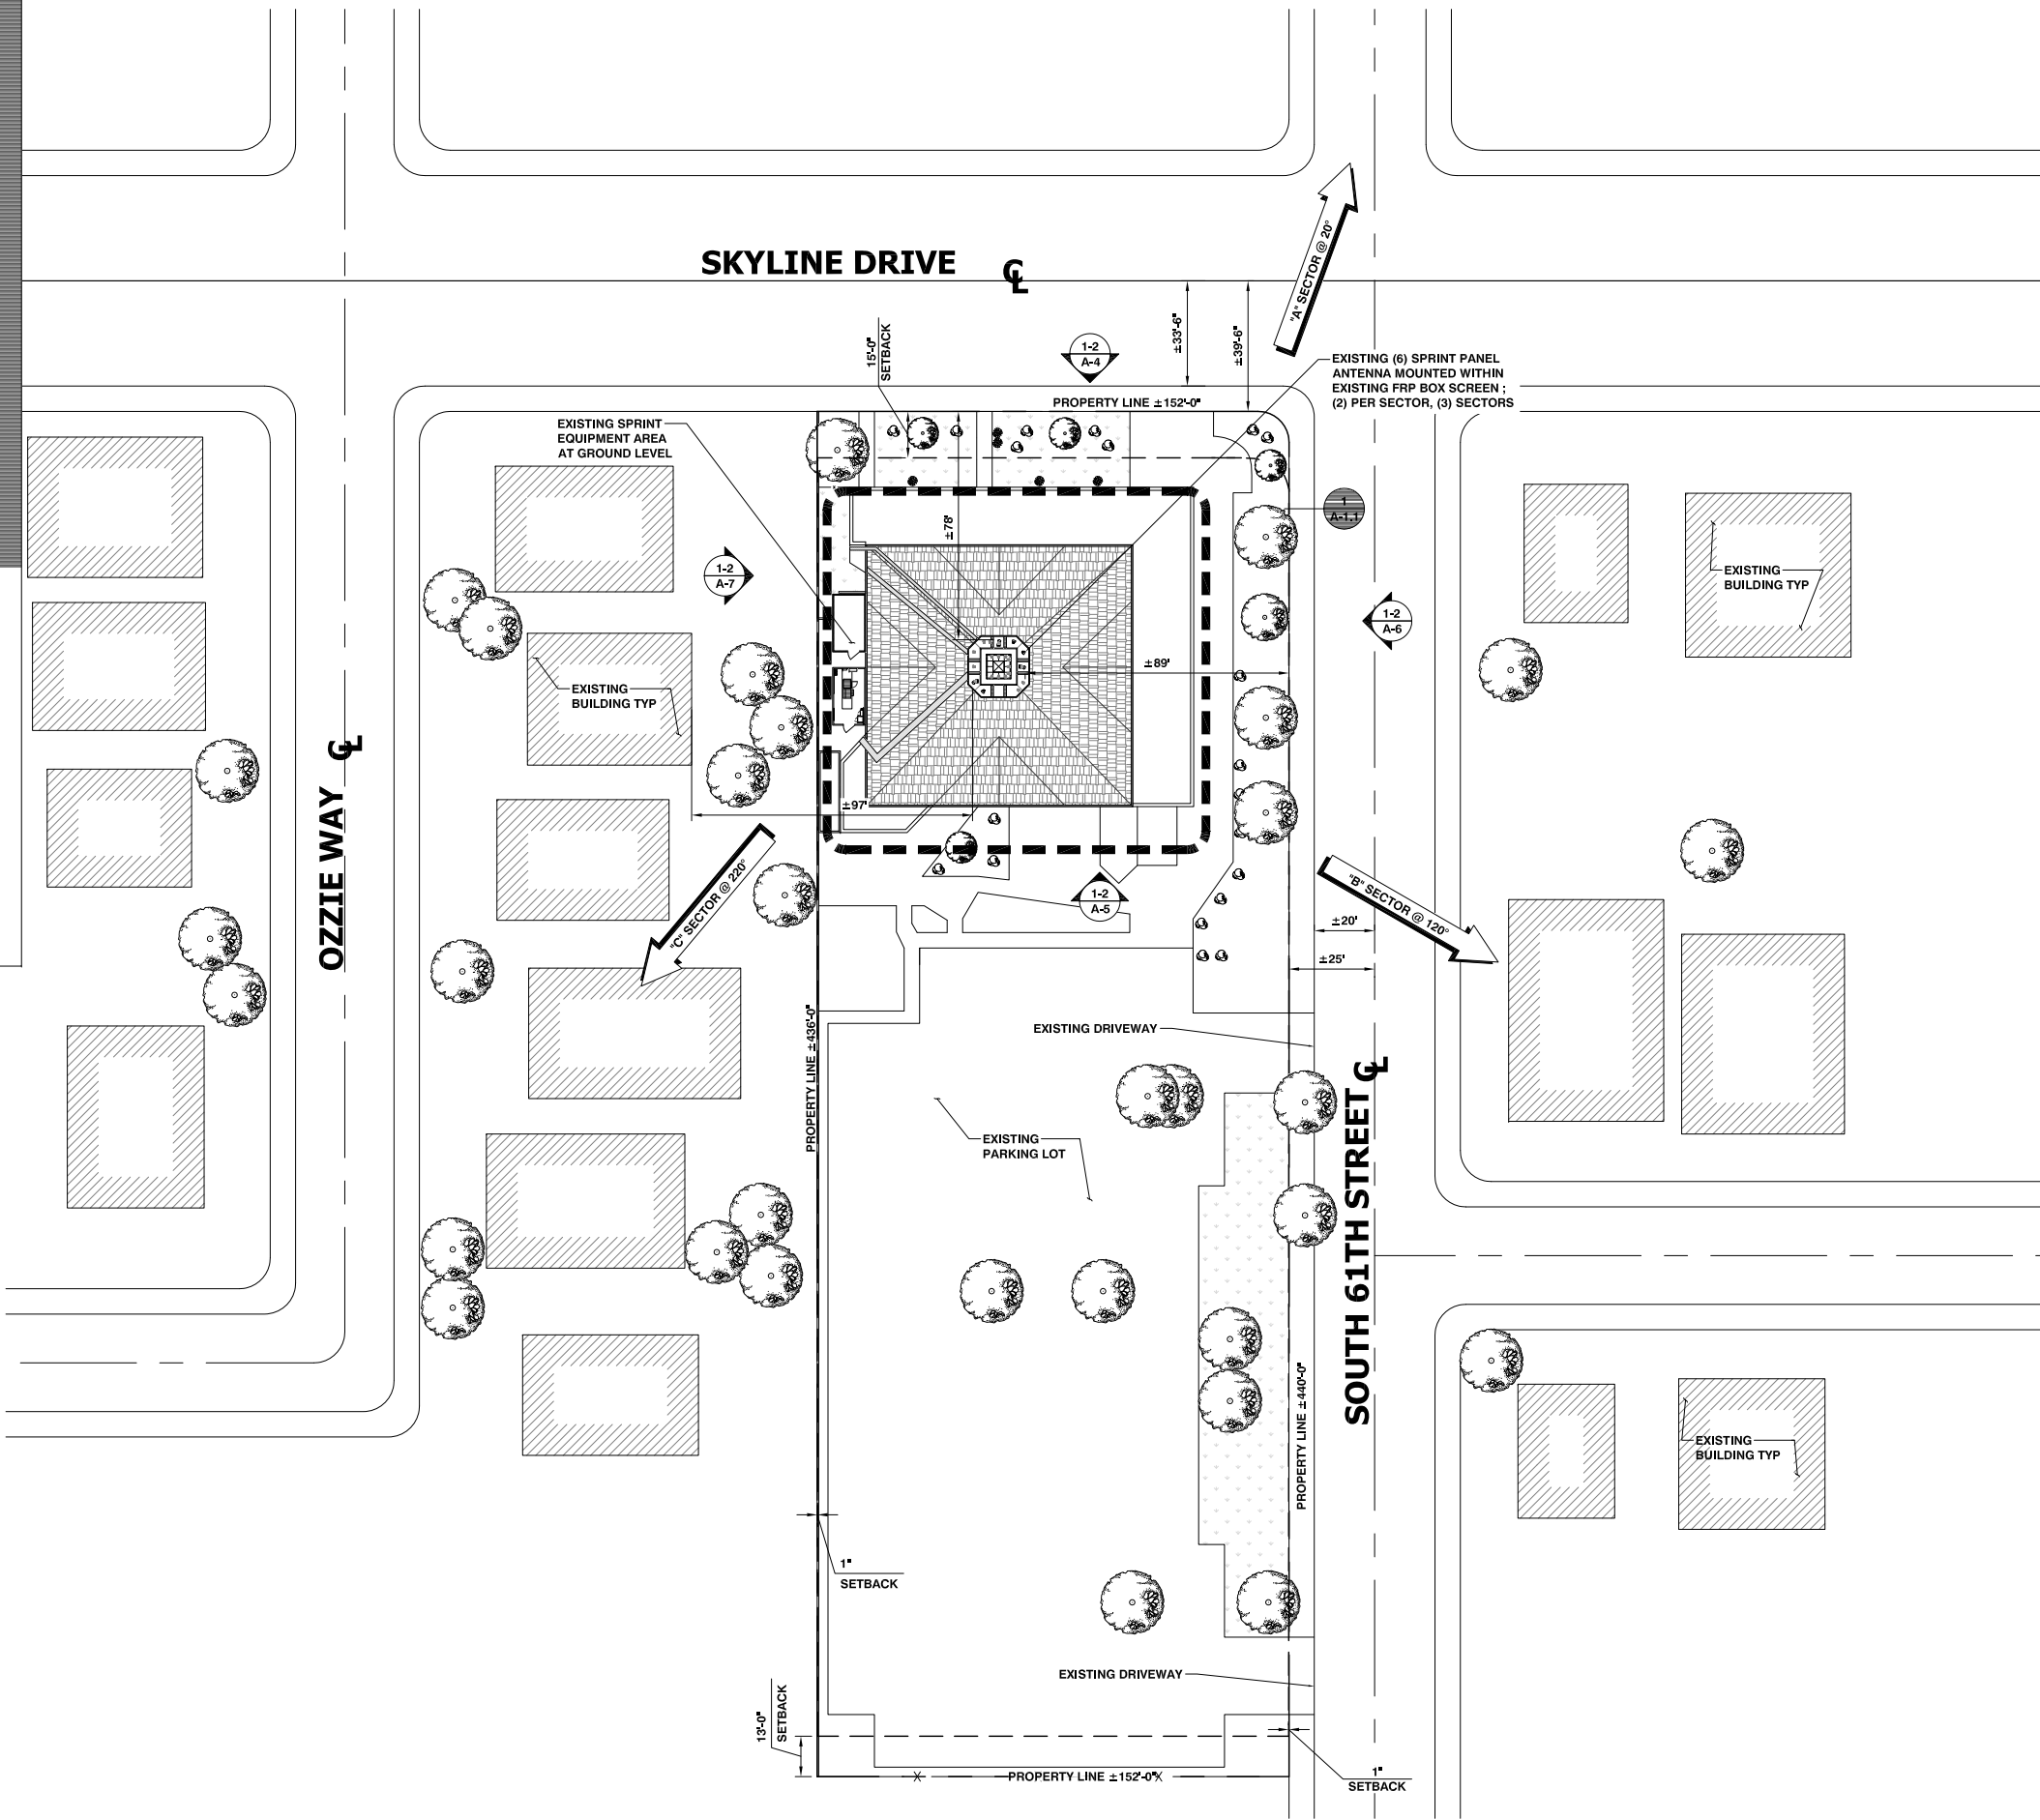 SKYLINE DRIVE ℄
"A" SECTOR @ 20°
±33'-6"
±39'-6"
15'-0"
SETBACK
1-2
A-4
EXISTING (6) SPRINT PANEL
ANTENNA MOUNTED WITHIN
EXISTING FRP BOX SCREEN ;
(2) PER SECTOR, (3) SECTORS
PROPERTY LINE ±152'-0"
EXISTING SPRINT
EQUIPMENT AREA
AT GROUND LEVEL
1
A-1.1
±78'
1-2
A-7
EXISTING
BUILDING TYP
1-2
A-6
±89'
EXISTING
BUILDING TYP
OZZIE WAY ℄
±97'
"C" SECTOR @ 220°
"B" SECTOR @ 120°
1-2
A-5
±20'
±25'
PROPERTY LINE ±436'-0"
EXISTING DRIVEWAY
EXISTING
PARKING LOT
SOUTH 61TH STREET ℄
PROPERTY LINE ±440'-0"
EXISTING
BUILDING TYP
1"
SETBACK
EXISTING DRIVEWAY
13'-0"
SETBACK
PROPERTY LINE ±152'-0"
1"
SETBACK